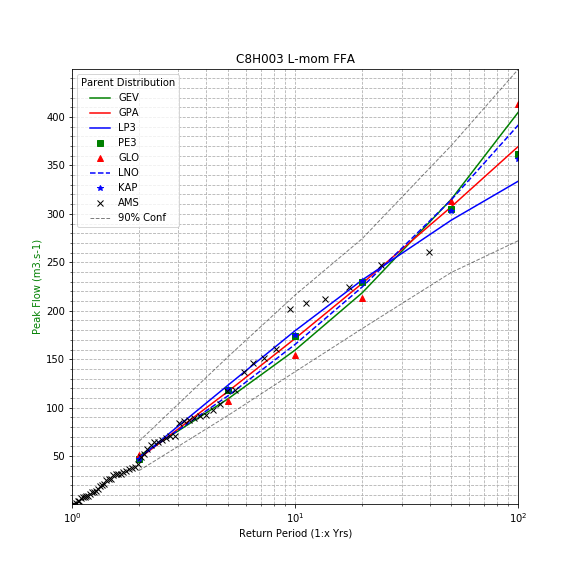 C8H003 L-mom FFA
Parent Distribution
GEV
GPA
LP3
PE3
GLO
LNO
KAP
AMS
90% Conf
400
350
300
250
200
150
100
50
Peak Flow (m3.s-1)
10^0
10^1
10^2
Return Period (1:x Yrs)